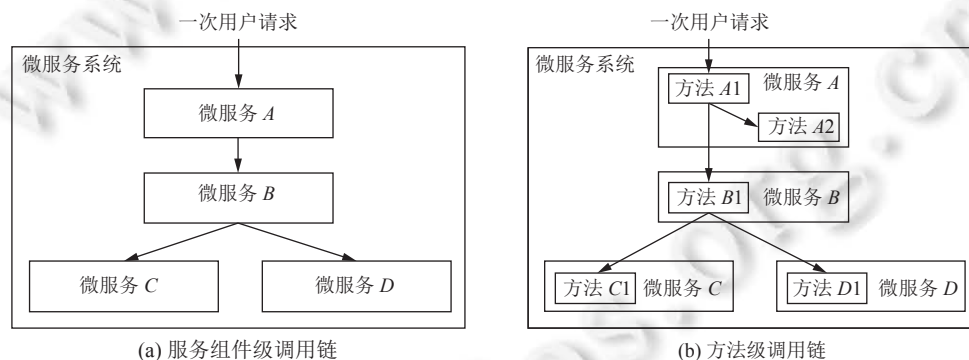 一次用户请求
微服务系统
微服务 A
微服务 B
微服务 C
微服务 D
(a) 服务组件级调用链
一次用户请求
微服务系统
方法 A1 微服务 A
方法 A2
方法 B1 微服务 B
方法 C1 微服务 C
方法 D1 微服务 D
(b) 方法级调用链